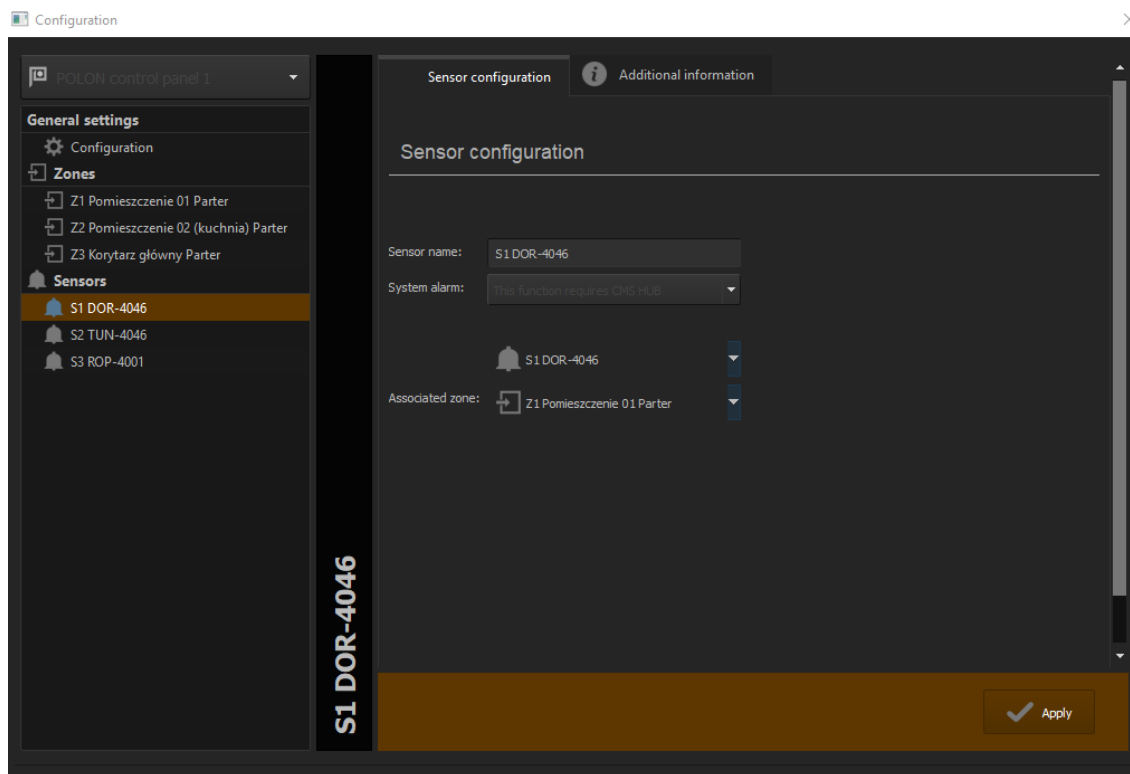 Configuration
POLON control panel 1
General settings
Configuration
Zones
Z1 Pomieszczenie 01 Parter
Z2 Pomieszczenie 02 (kuchnia) Parter
Z3 Korytarz główny Parter
Sensors
S1 DOR-4046
S2 TUN-4046
S3 ROP-4001
S1 DOR-4046
Sensor configuration
Additional information
Sensor configuration
Sensor name: S1 DOR-4046
System alarm: This function requires CMS HUB
S1 DOR-4046
Associated zone: Z1 Pomieszczenie 01 Parter
Apply